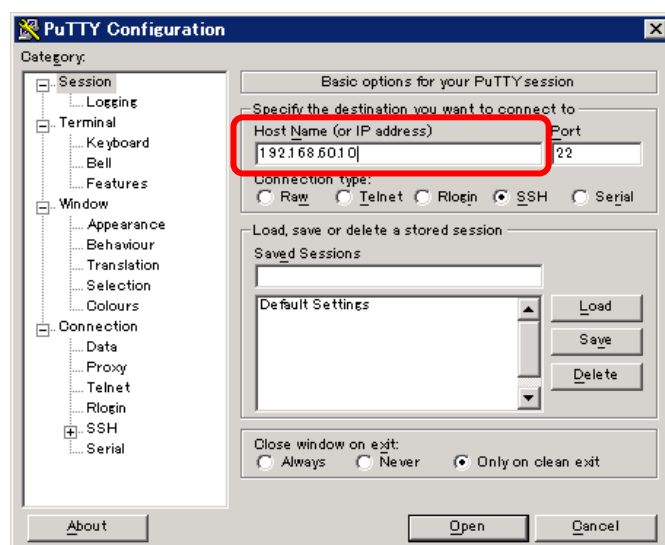 PuTTY Configuration
Category:
Session
Logging
Terminal
Keyboard
Bell
Features
Window
Appearance
Behaviour
Translation
Selection
Colours
Connection
Data
Proxy
Telnet
Rlogin
SSH
Serial
Basic options for your PuTTY session
Specify the destination you want to connect to
Host Name (or IP address) Port
192.168.60.10 22
Connection type:
Raw Telnet Rlogin SSH Serial
Load, save or delete a stored session
Saved Sessions
Default Settings
Load
Save
Delete
Close window on exit:
Always Never Only on clean exit
About Open Cancel